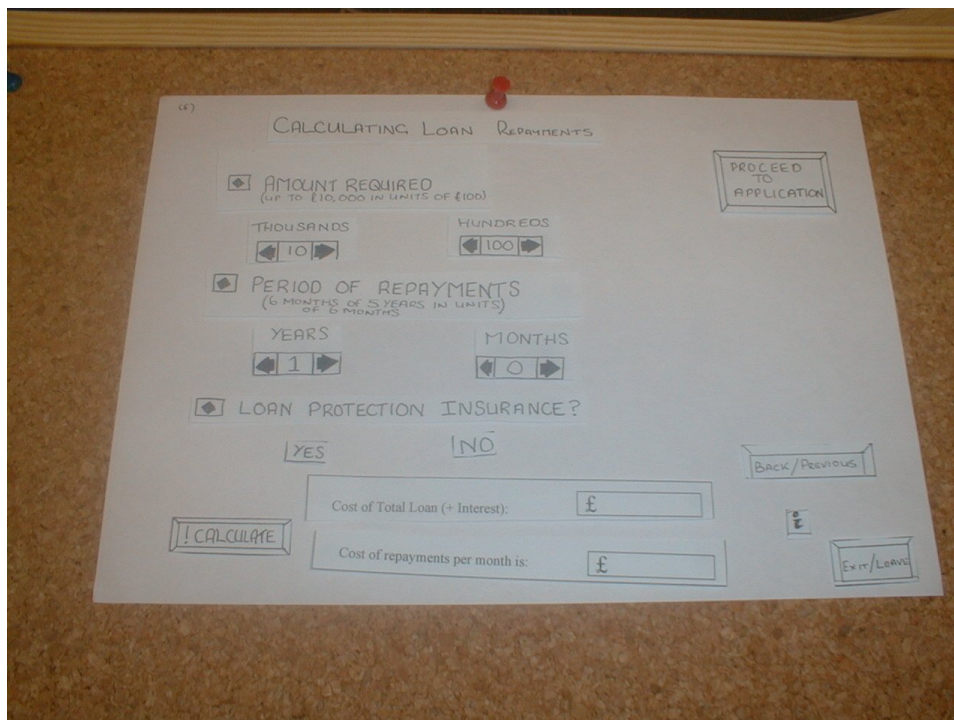 (6)
CALCULATING LOAN REPAYMENTS
PROCEED
TO
APPLICATION
AMOUNT REQUIRED
(UP TO £10,000 IN UNITS OF £100)
THOUSANDS HUNDREDS
10 100
PERIOD OF REPAYMENTS
(6 MONTHS OF 5 YEARS IN UNITS)
OF 6 MONTHS
YEARS MONTHS
1 0
LOAN PROTECTION INSURANCE?
YES NO
BACK/PREVIOUS
Cost of Total Loan (+ Interest): £
i
! CALCULATE
Cost of repayments per month is: £
EXIT/LEAVE